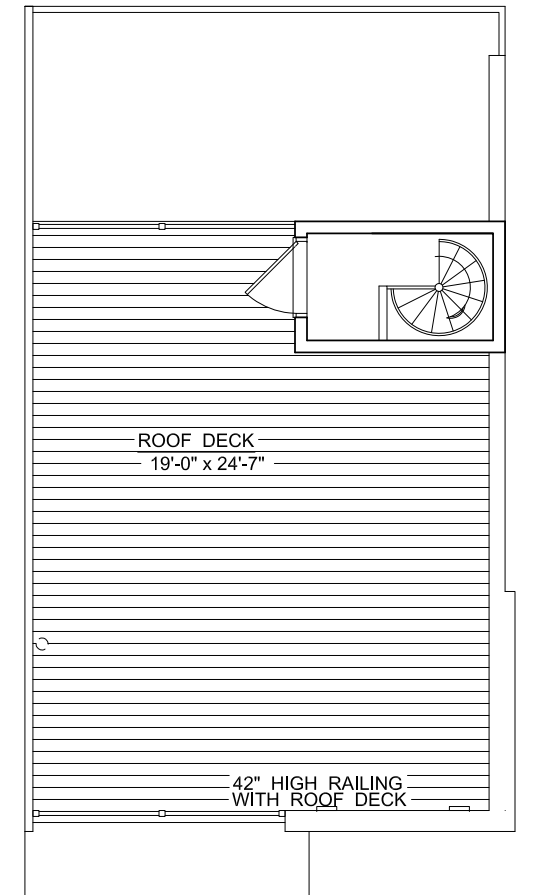 ROOF DECK
19'-0" x 24'-7"
42" HIGH RAILING
WITH ROOF DECK